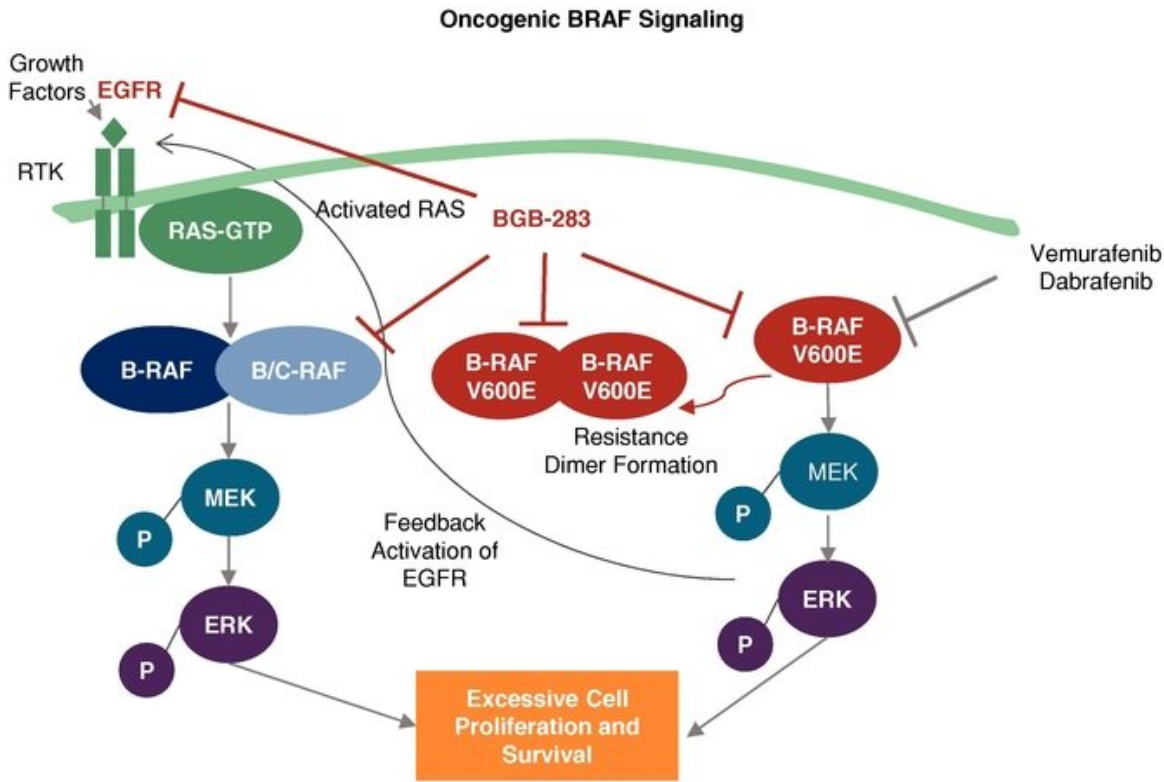 Oncogenic BRAF Signaling
Growth
Factors
EGFR
RTK
RAS-GTP
Activated RAS
BGB-283
Vemurafenib
Dabrafenib
B-RAF
B/C-RAF
B-RAF
V600E
B-RAF
V600E
B-RAF
V600E
Resistance
Dimer Formation
MEK
P
MEK
P
Feedback
Activation of
EGFR
ERK
P
ERK
P
Excessive Cell
Proliferation and
Survival